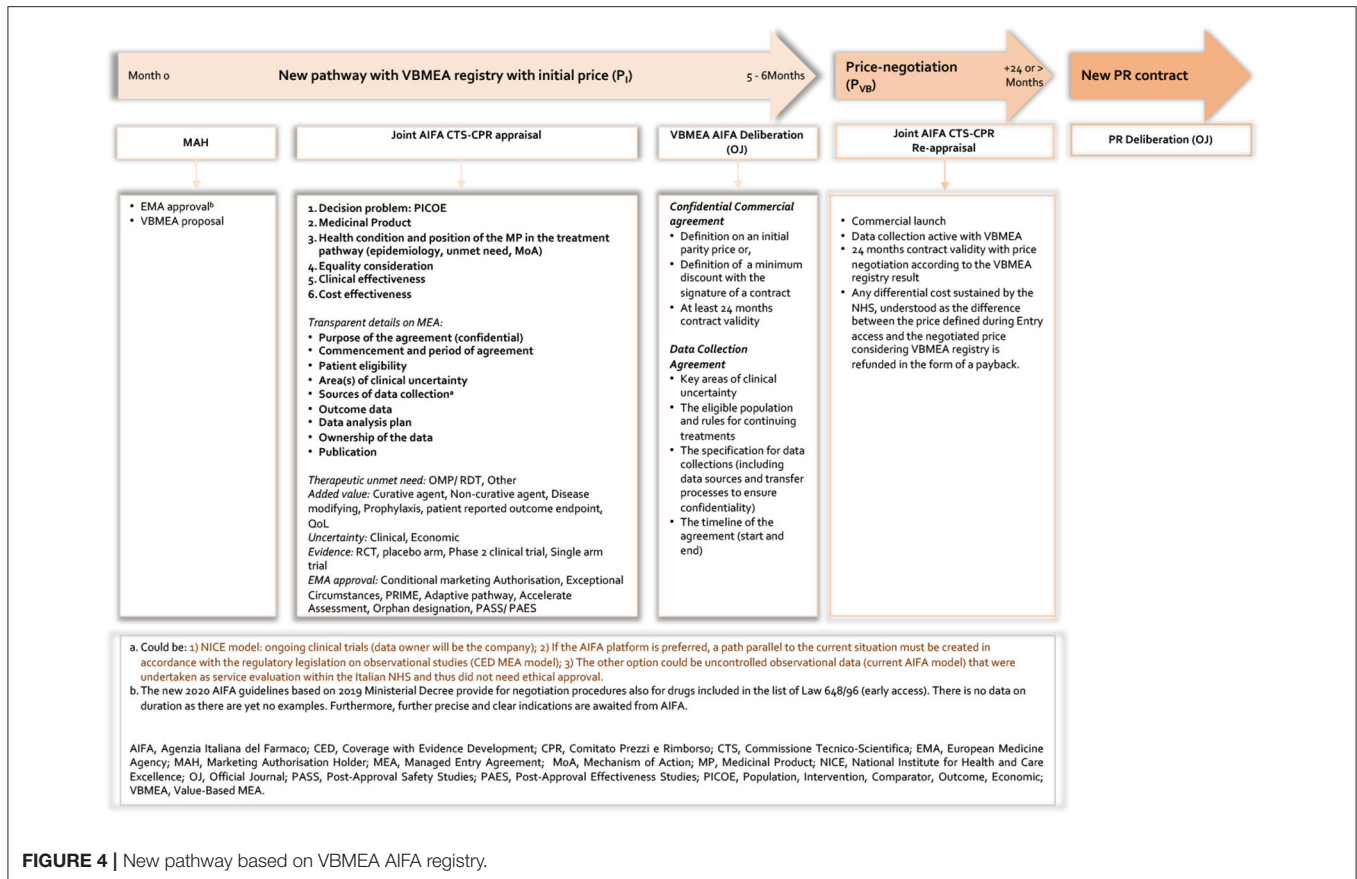 Month 0
New pathway with VBMEA registry with initial price (PI)
5 - 6Months
Price-negotiation
(PVB)
+24 or >
Months
New PR contract
MAH
Joint AIFA CTS-CPR appraisal
VBMEA AIFA Deliberation
(OJ)
Joint AIFA CTS-CPR
Re-appraisal
PR Deliberation (OJ)
• EMA approvalb
• VBMEA proposal
1. Decision problem: PICOE
2. Medicinal Product
3. Health condition and position of the MP in the treatment
pathway (epidemiology, unmet need, MoA)
4. Equality consideration
5. Clinical effectiveness
6. Cost effectiveness
Transparent details on MEA:
• Purpose of the agreement (confidential)
• Commencement and period of agreement
• Patient eligibility
• Area(s) of clinical uncertainty
• Sources of data collectiona
• Outcome data
• Data analysis plan
• Ownership of the data
• Publication
Therapeutic unmet need: OMP/ RDT, Other
Added value: Curative agent, Non-curative agent, Disease
modifying, Prophylaxis, patient reported outcome endpoint,
QoL
Uncertainty: Clinical, Economic
Evidence: RCT, placebo arm, Phase 2 clinical trial, Single arm
trial
EMA approval: Conditional marketing Authorisation, Exceptional
Circumstances, PRIME, Adaptive pathway, Accelerate
Assessment, Orphan designation, PASS/ PAES
Confidential Commercial
agreement
• Definition on an initial
parity price or,
• Definition of a minimum
discount with the
signature of a contract
• At least 24 months
contract validity
Data Collection
Agreement
• Key areas of clinical
uncertainty
• The eligible population
and rules for continuing
treatments
• The specification for data
collections (including
data sources and transfer
processes to ensure
confidentiality)
• The timeline of the
agreement (start and
end)
• Commercial launch
• Data collection active with VBMEA
• 24 months contract validity with price
negotiation according to the VBMEA
registry result
• Any differential cost sustained by the
NHS, understood as the difference
between the price defined during Entry
access and the negotiated price
considering VBMEA registry is
refunded in the form of a payback.
a. Could be: 1) NICE model: ongoing clinical trials (data owner will be the company); 2) If the AIFA platform is preferred, a path parallel to the current situation must be created in
accordance with the regulatory legislation on observational studies (CED MEA model); 3) The other option could be uncontrolled observational data (current AIFA model) that were
undertaken as service evaluation within the Italian NHS and thus did not need ethical approval.
b. The new 2020 AIFA guidelines based on 2019 Ministerial Decree provide for negotiation procedures also for drugs included in the list of Law 648/96 (early access). There is no data on
duration as there are yet no examples. Furthermore, further precise and clear indications are awaited from AIFA.
AIFA, Agenzia Italiana del Farmaco; CED, Coverage with Evidence Development; CPR, Comitato Prezzi e Rimborso; CTS, Commissione Tecnico-Scientifica; EMA, European Medicine
Agency; MAH, Marketing Authorisation Holder; MEA, Managed Entry Agreement; MoA, Mechanism of Action; MP, Medicinal Product; NICE, National Institute for Health and Care
Excellence; OJ, Official Journal; PASS, Post-Approval Safety Studies; PAES, Post-Approval Effectiveness Studies; PICOE, Population, Intervention, Comparator, Outcome, Economic;
VBMEA, Value-Based MEA.
FIGURE 4 | New pathway based on VBMEA AIFA registry.